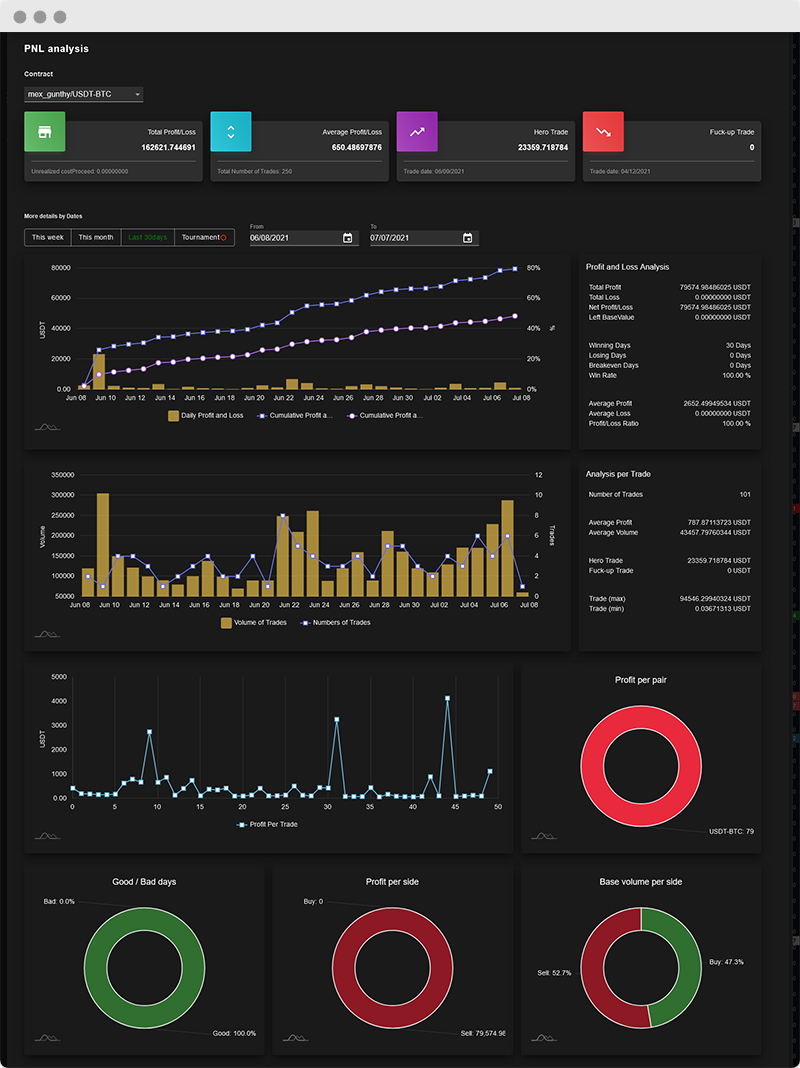 PNL analysis
Contract
mex_gunthy/USDT-BTC
Total Profit/Loss
162621.744691
Unrealized costProceed: 0.00000000
Average Profit/Loss
650.48697876
Total Number of Trades: 250
Hero Trade
23359.718784
Trade date: 06/09/2021
Fuck-up Trade
0
Trade date: 04/12/2021
More details by Dates
This week This month Last 30days Tournament
From
06/08/2021
To
07/07/2021
80000 80%
60000 60%
40000 40%
20000 20%
0.00 0%
USDT
%
Jun 08 Jun 10 Jun 12 Jun 14 Jun 16 Jun 18 Jun 20 Jun 22 Jun 24 Jun 26 Jun 28 Jun 30 Jul 02 Jul 04 Jul 06 Jul 08
Daily Profit and Loss Cumulative Profit a... Cumulative Profit a...
Profit and Loss Analysis
Total Profit 79574.98486025 USDT
Total Loss 0.00000000 USDT
Net Profit/Loss 79574.98486025 USDT
Left BaseValue 0.00000000 USDT
Winning Days 30 Days
Losing Days 0 Days
Breakeven Days 0 Days
Win Rate 100.00 %
Average Profit 2652.49949534 USDT
Average Loss 0.00000000 USDT
Profit/Loss Ratio 100.00 %
350000 12
300000 10
250000 8
200000 6
150000 4
100000 2
50000 0
Volume
Trades
Jun 08 Jun 10 Jun 12 Jun 14 Jun 16 Jun 18 Jun 20 Jun 22 Jun 24 Jun 26 Jun 28 Jun 30 Jul 02 Jul 04 Jul 06 Jul 08
Volume of Trades Numbers of Trades
Analysis per Trade
Number of Trades 101
Average Profit 787.87113723 USDT
Average Volume 43457.79760344 USDT
Hero Trade 23359.718784 USDT
Fuck-up Trade 0 USDT
Trade (max) 94546.29940324 USDT
Trade (min) 0.03671313 USDT
5000
4000
3000
2000
1000
0.00
USDT
0 5 10 15 20 25 30 35 40 45 50
Profit Per Trade
Profit per pair
USDT-BTC: 79
Good / Bad days
Bad: 0.0%
Good: 100.0%
Profit per side
Buy: 0
Sell: 79,574.98
Base volume per side
Buy: 47.3%
Sell: 52.7%